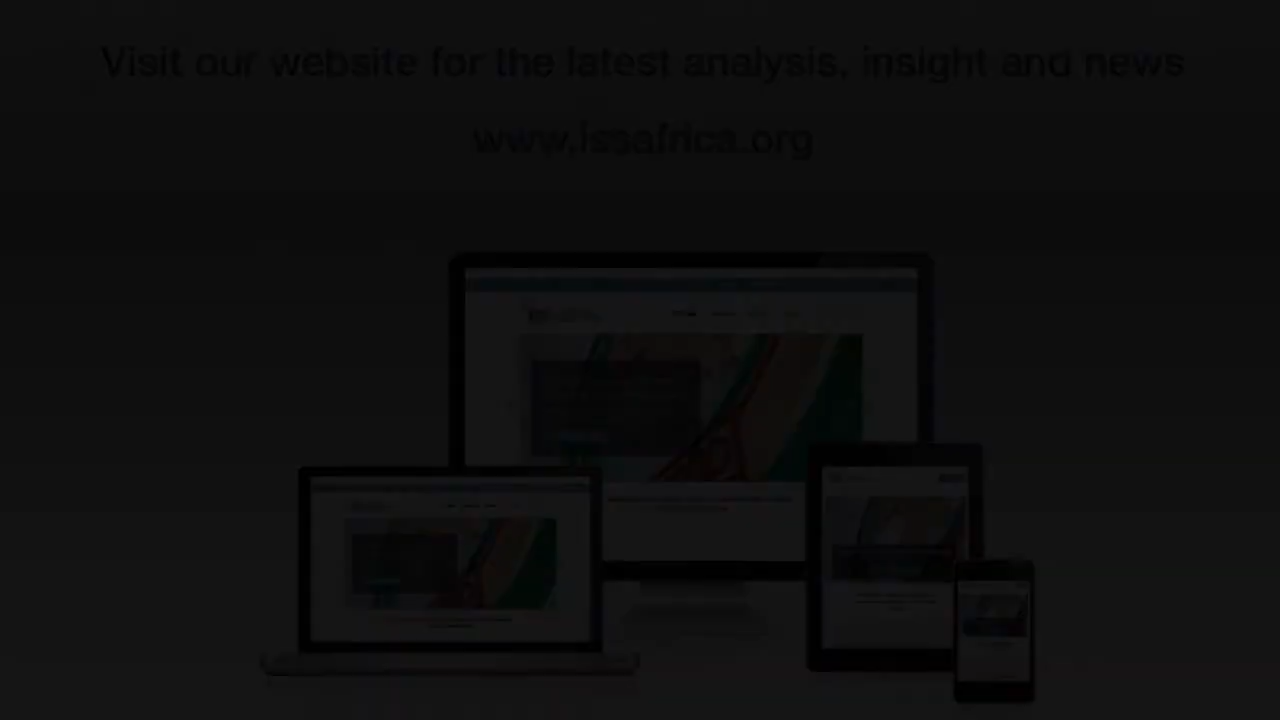 Visit our website for the latest analysis, insight and news
www.issafrica.org